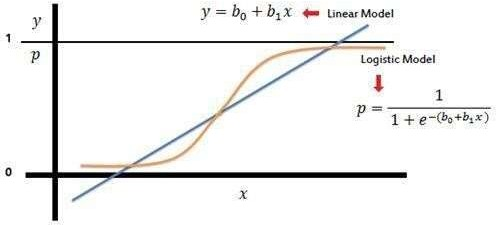 y
y = b₀ + b₁x
Linear Model
1
p
Logistic Model
p = 1 / 1 + e^-(b₀+b₁x)
0
x